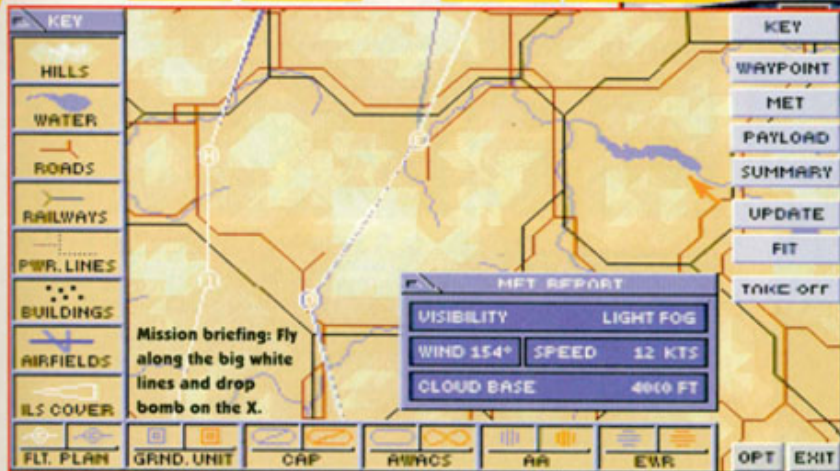 KEY
HILLS
WATER
ROADS
RAILWAYS
PWR. LINES
BUILDINGS
AIRFIELDS
ILS COVER
FLT. PLAIN
GRND. UNIT
CAP
AWACS
AA
EWR
Mission briefing: Fly
along the big white
lines and drop
bomb on the X.
MET REPORT
VISIBILITY LIGHT FOG
WIND 154° SPEED 12 KTS
CLOUD BASE 4000 FT
KEY
WAYPOINT
MET
PAYLOAD
SUMMARY
UPDATE
FIT
TAKE OFF
OPT EXIT
H
E